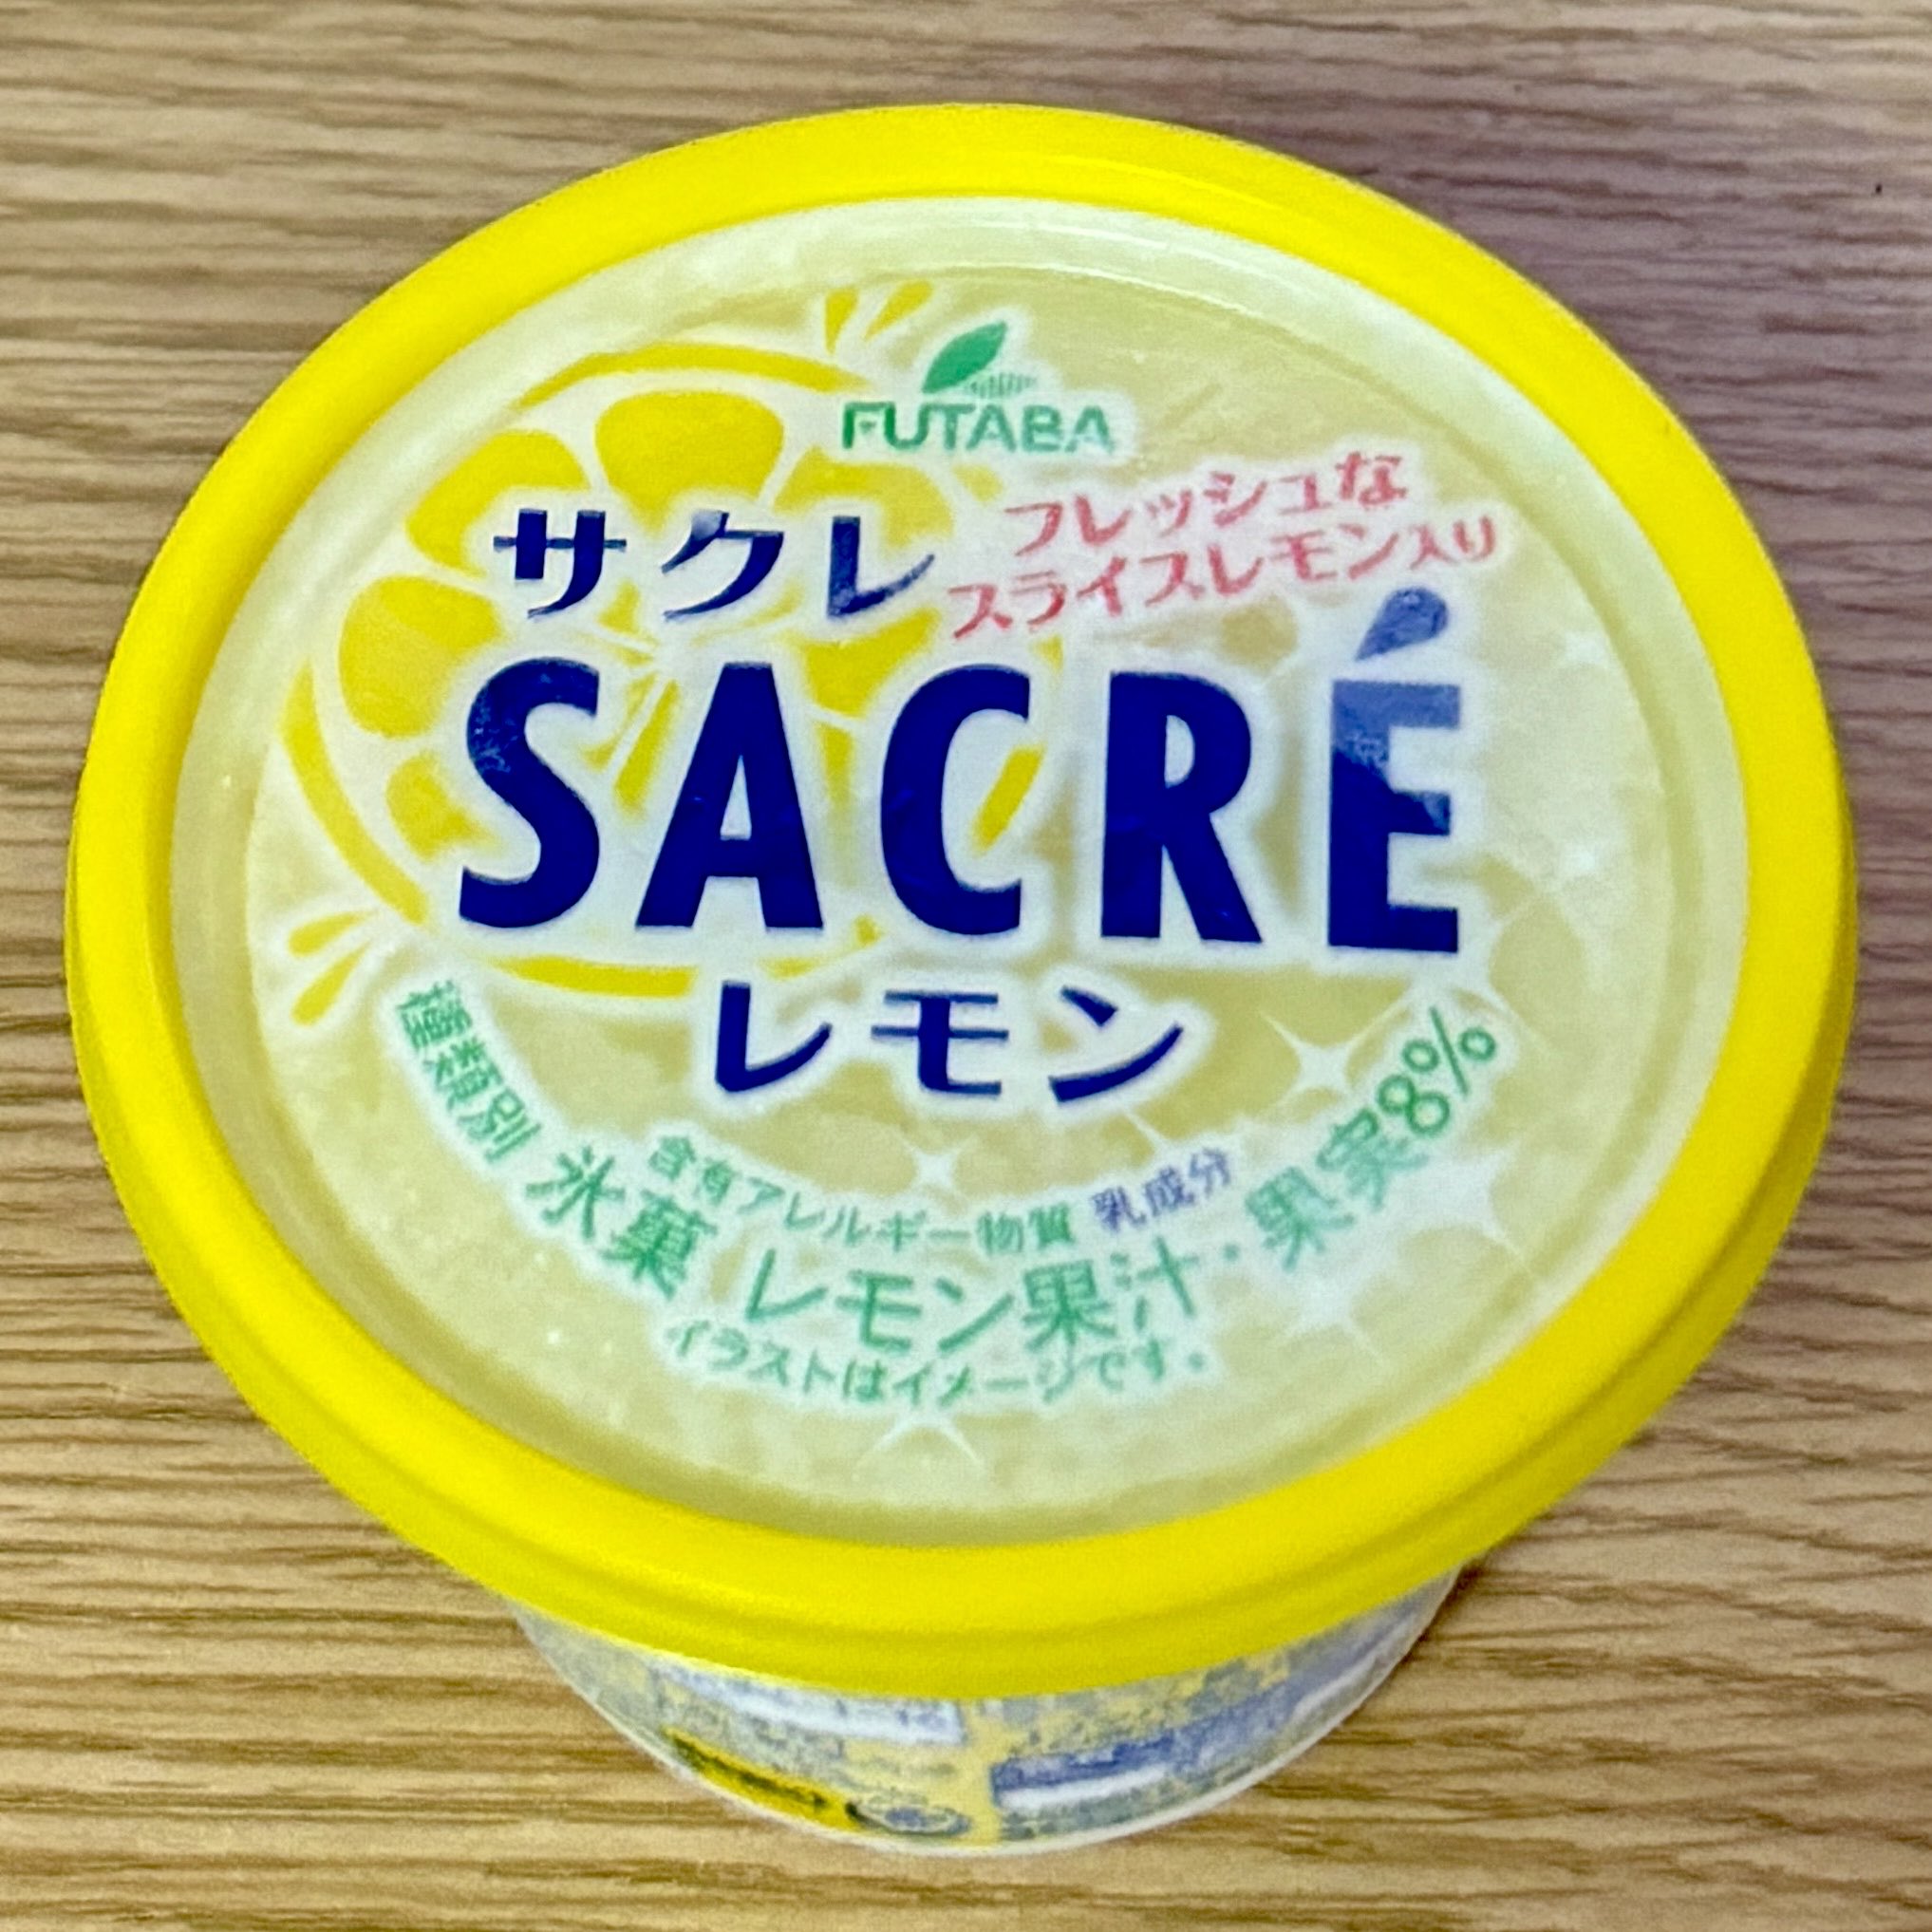 FUTABA
フレッシュな
スライスレモン入り
サクレ
SACRÉ
レモン
含有アレルギー物質 乳成分
種類別 氷菓 レモン果汁・果実8%
イラストはイメージです。